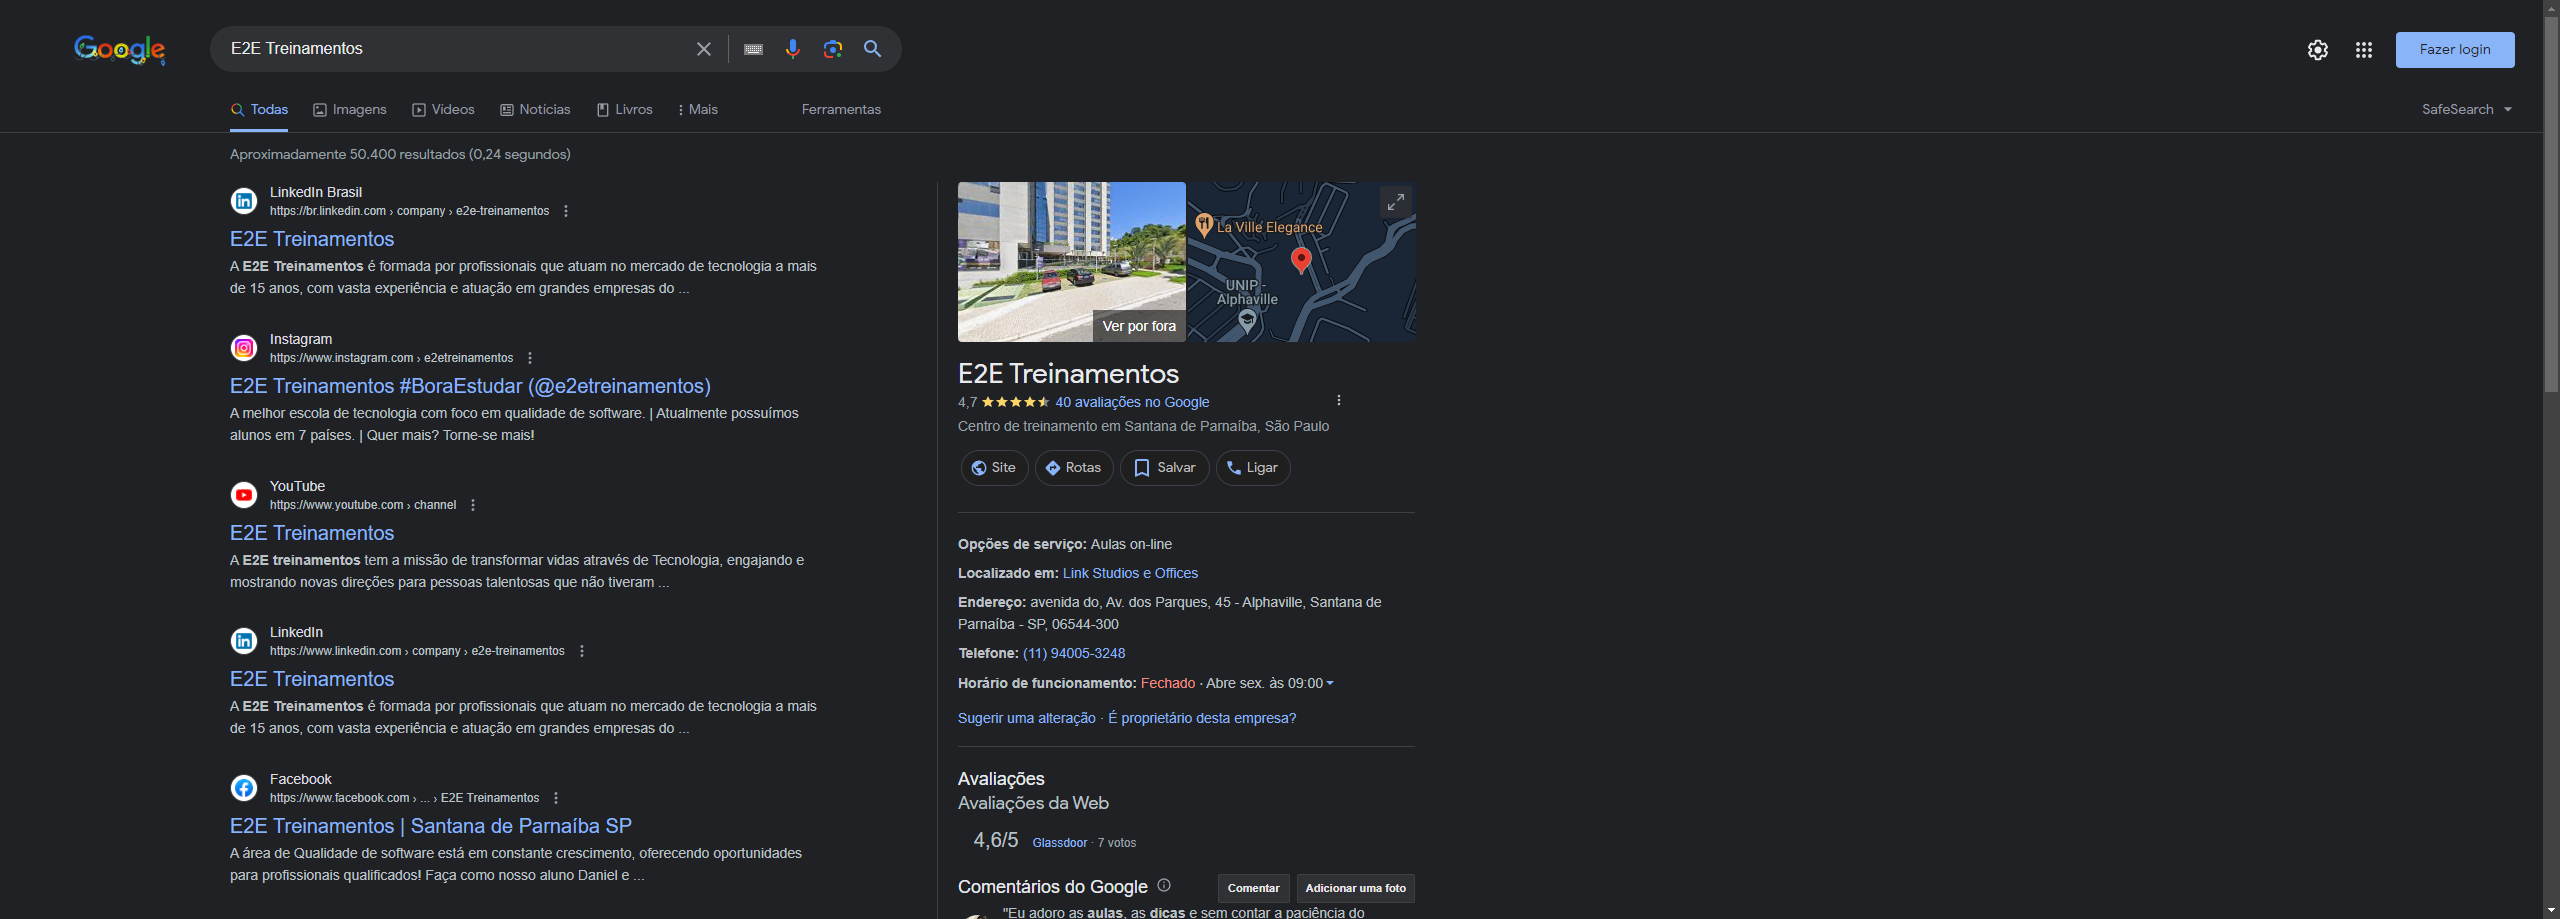 Google
E2E Treinamentos
Fazer login
Todas
Imagens
Vídeos
Notícias
Livros
Mais
Ferramentas
SafeSearch
Aproximadamente 50.400 resultados (0,24 segundos)
LinkedIn Brasil
https://br.linkedin.com › company › e2e-treinamentos
E2E Treinamentos
A E2E Treinamentos é formada por profissionais que atuam no mercado de tecnologia a mais
de 15 anos, com vasta experiência e atuação em grandes empresas do ...
Instagram
https://www.instagram.com › e2etreinamentos
E2E Treinamentos #BoraEstudar (@e2etreinamentos)
A melhor escola de tecnologia com foco em qualidade de software. | Atualmente possuímos
alunos em 7 países. | Quer mais? Torne-se mais!
YouTube
https://www.youtube.com › channel
E2E Treinamentos
A E2E treinamentos tem a missão de transformar vidas através de Tecnologia, engajando e
mostrando novas direções para pessoas talentosas que não tiveram ...
LinkedIn
https://www.linkedin.com › company › e2e-treinamentos
E2E Treinamentos
A E2E Treinamentos é formada por profissionais que atuam no mercado de tecnologia a mais
de 15 anos, com vasta experiência e atuação em grandes empresas do ...
Facebook
https://www.facebook.com › ... › E2E Treinamentos
E2E Treinamentos | Santana de Parnaíba SP
A área de Qualidade de software está em constante crescimento, oferecendo oportunidades
para profissionais qualificados! Faça como nosso aluno Daniel e ...
Ver por fora
La Ville Elegance
UNIP -
Alphaville
E2E Treinamentos
4,7 40 avaliações no Google
Centro de treinamento em Santana de Parnaíba, São Paulo
Site
Rotas
Salvar
Ligar
Opções de serviço: Aulas on-line
Localizado em: Link Studios e Offices
Endereço: avenida do, Av. dos Parques, 45 - Alphaville, Santana de
Parnaíba - SP, 06544-300
Telefone: (11) 94005-3248
Horário de funcionamento: Fechado · Abre sex. às 09:00
Sugerir uma alteração · É proprietário desta empresa?
Avaliações
Avaliações da Web
4,6/5 Glassdoor · 7 votos
Comentários do Google
Comentar
Adicionar uma foto
"Eu adoro as aulas, as dicas e sem contar a paciência do